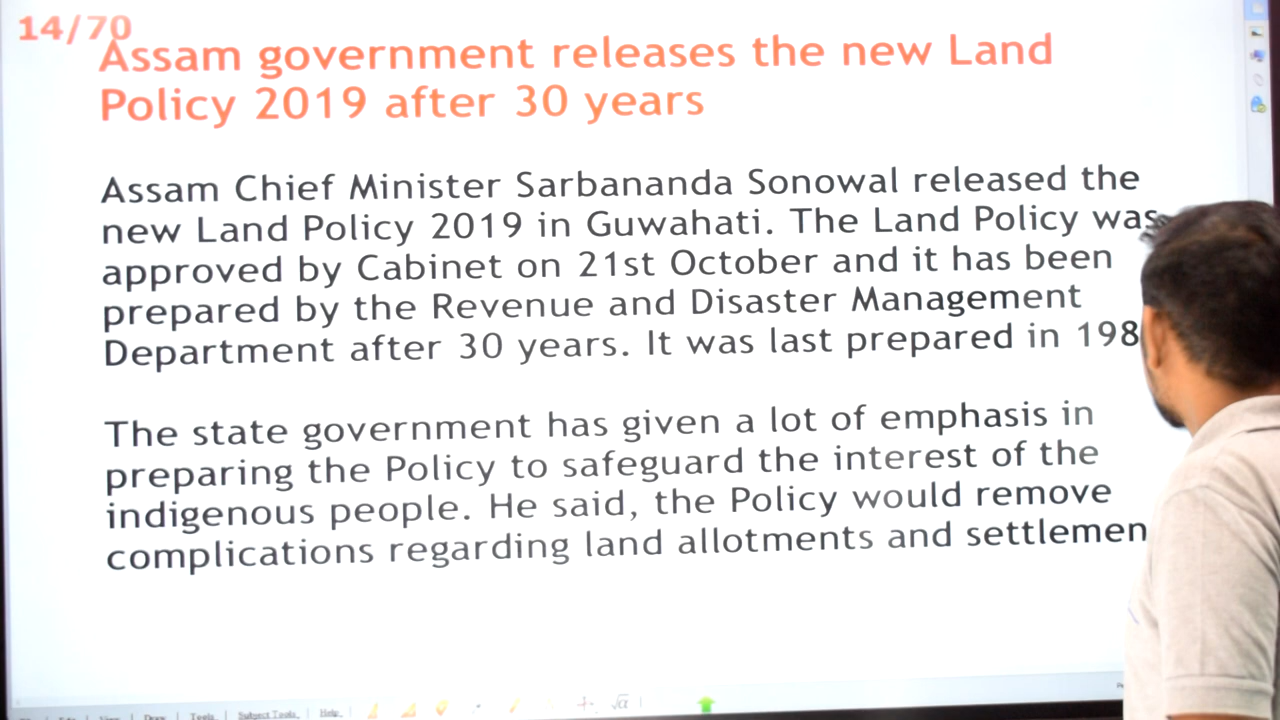 14/70
Assam government releases the new Land
Policy 2019 after 30 years
Assam Chief Minister Sarbananda Sonowal released the
new Land Policy 2019 in Guwahati. The Land Policy was
approved by Cabinet on 21st October and it has been
prepared by the Revenue and Disaster Management
Department after 30 years. It was last prepared in 198
The state government has given a lot of emphasis in
preparing the Policy to safeguard the interest of the
indigenous people. He said, the Policy would remove
complications regarding land allotments and settlemen
Tools Subject Tools Help